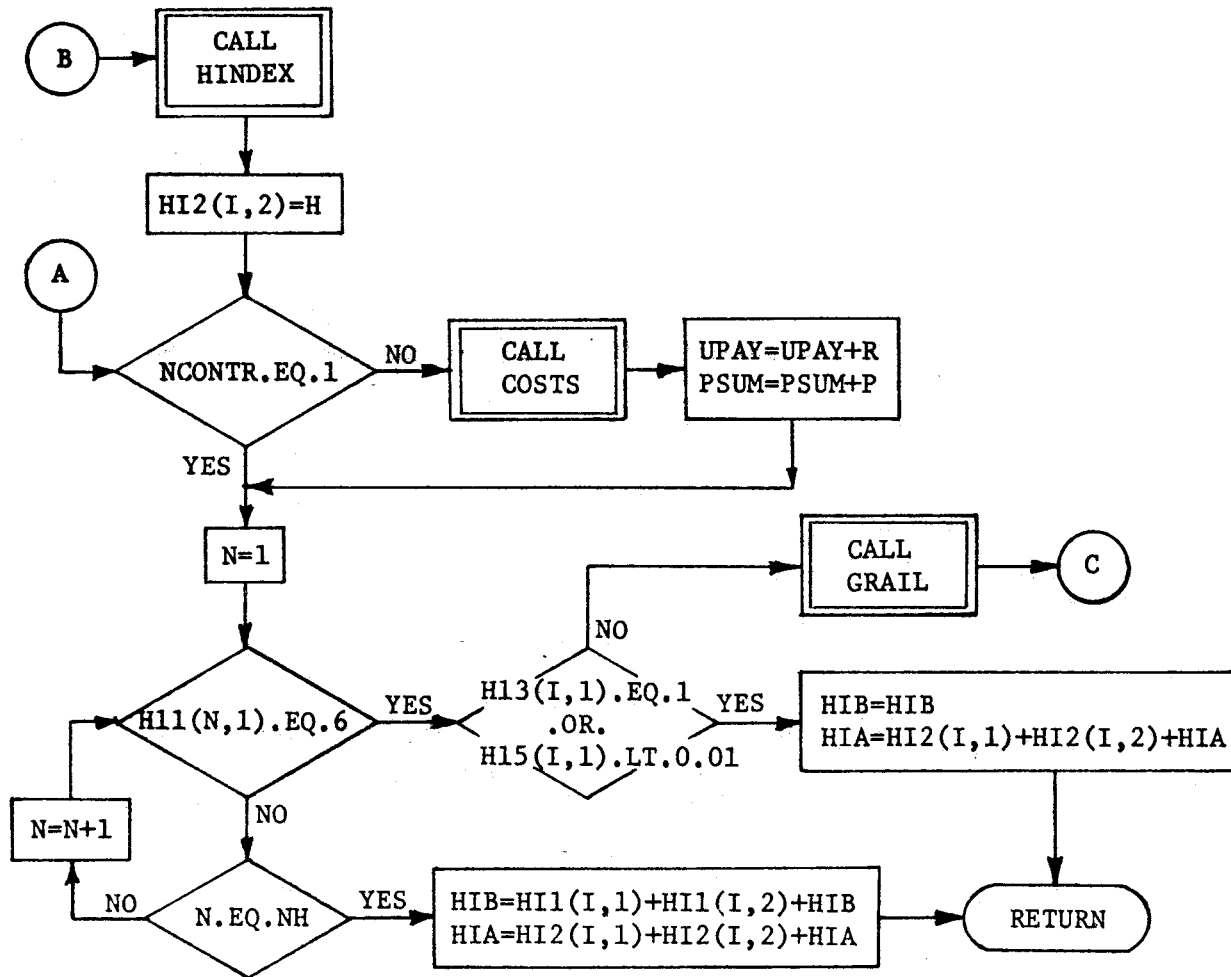 B
CALL
HINDEX
HI2(I,2)=H
A
NCONTR.EQ.1
NO
CALL
COSTS
UPAY=UPAY+R
PSUM=PSUM+P
YES
N=1
CALL
GRAIL
C
NO
H11(N,1).EQ.6
YES
H13(I,1).EQ.1
.OR.
H15(I,1).LT.0.01
YES
HIB=HIB
HIA=HI2(I,1)+HI2(I,2)+HIA
N=N+1
NO
NO
N.EQ.NH
YES
HIB=HI1(I,1)+HI1(I,2)+HIB
HIA=HI2(I,1)+HI2(I,2)+HIA
RETURN